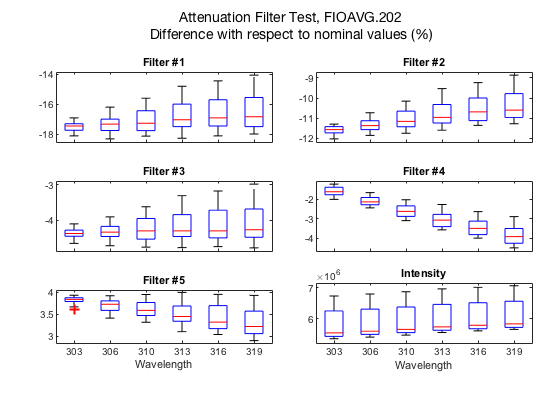 Attenuation Filter Test, FIOAVG.202
Difference with respect to nominal values (%)
Filter #1
-14
-16
-18
Filter #2
-9
-10
-11
-12
Filter #3
-3
-4
Filter #4
-2
-3
-4
Filter #5
4
3.5
3
303 306 310 313 316 319
Wavelength
Intensity
×10^6
6
303 306 310 313 316 319
Wavelength